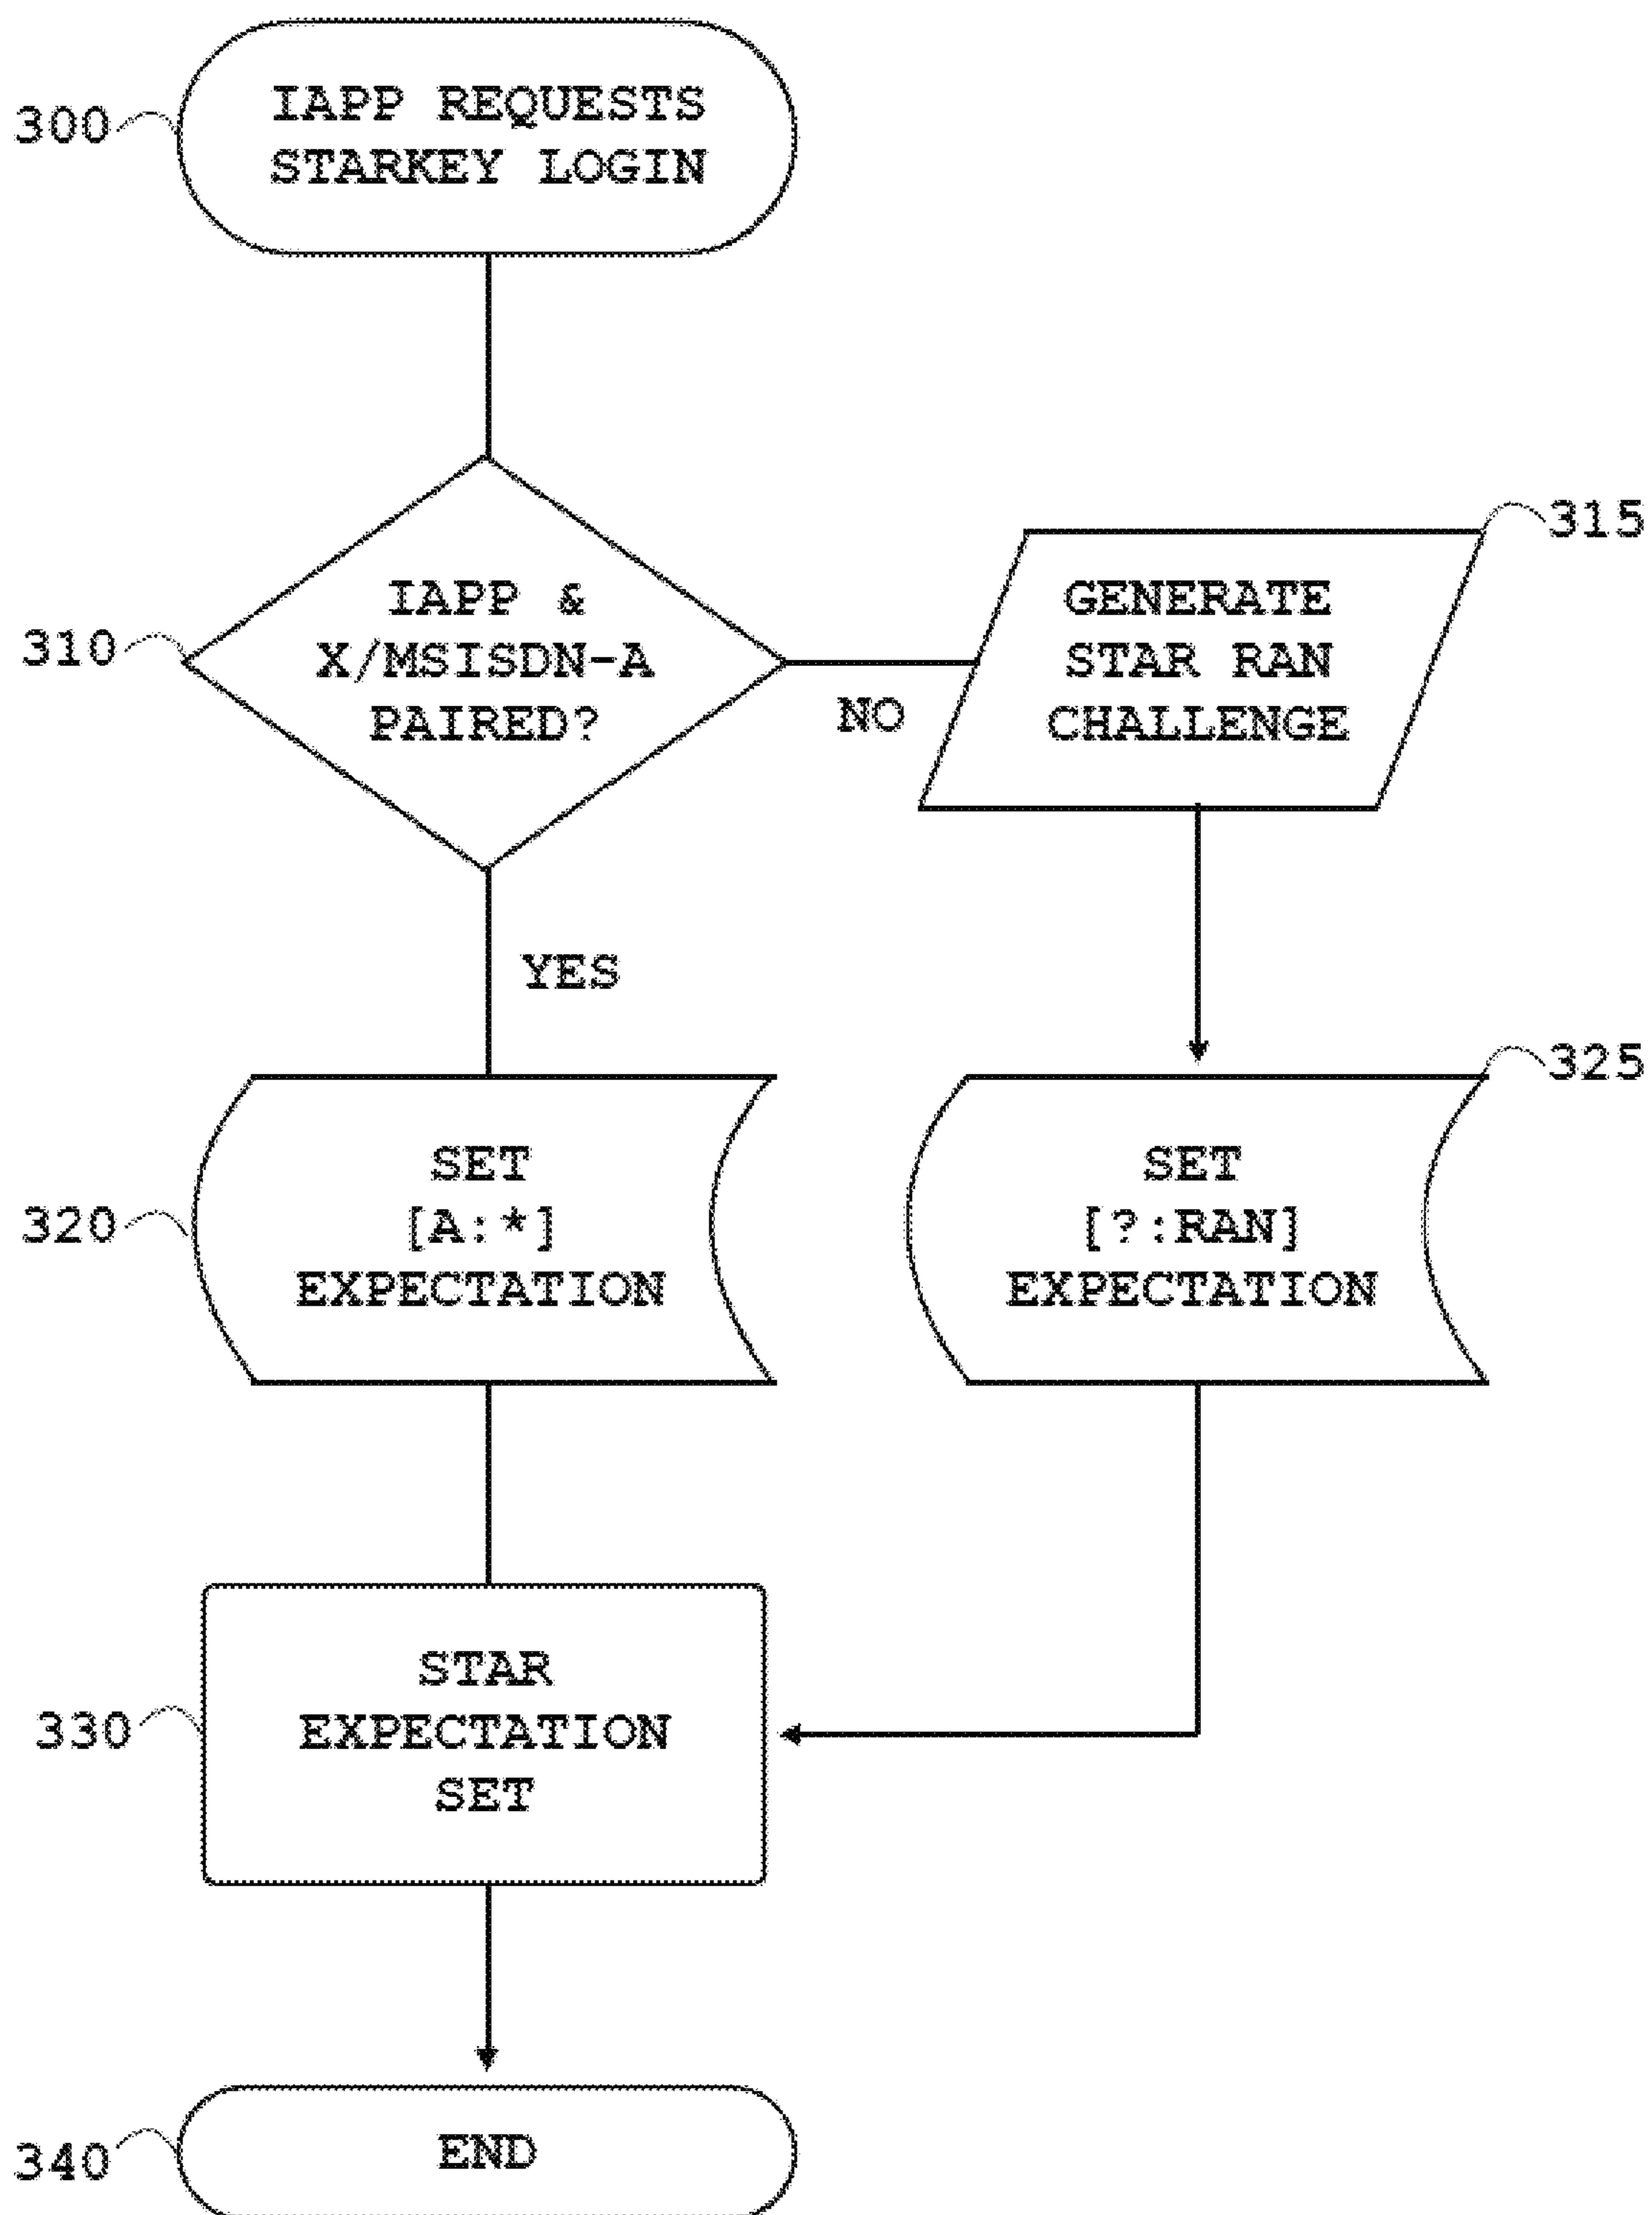 300
IAPP REQUESTS
STARKEY LOGIN
310
IAPP &
X/MSISDN-A
PAIRED?
NO
315
GENERATE
STAR RAN
CHALLENGE
YES
320
SET
[A:*]
EXPECTATION
325
SET
[?:RAN]
EXPECTATION
330
STAR
EXPECTATION
SET
340
END